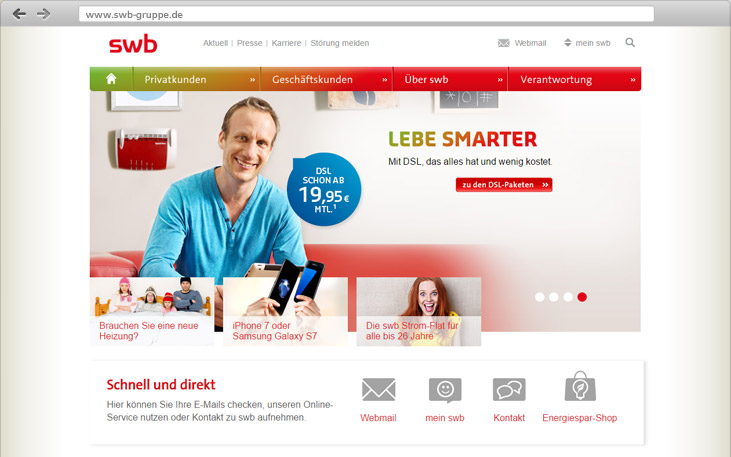 www.swb-gruppe.de
swb
Aktuell | Presse | Karriere | Störung melden
Webmail
mein swb
Privatkunden »
Geschäftskunden »
Über swb »
Verantwortung »
LEBE SMARTER
Mit DSL, das alles hat und wenig kostet.
zu den DSL-Paketen »
DSL
SCHON AB
19,95 €
MTL.¹
Brauchen Sie eine neue
Heizung?
iPhone 7 oder
Samsung Galaxy S7
Die swb Strom-Flat für
alle bis 26 Jahre
Schnell und direkt
Hier können Sie Ihre E-Mails checken, unseren Online-
Service nutzen oder Kontakt zu swb aufnehmen.
Webmail
mein swb
Kontakt
Energiespar-Shop